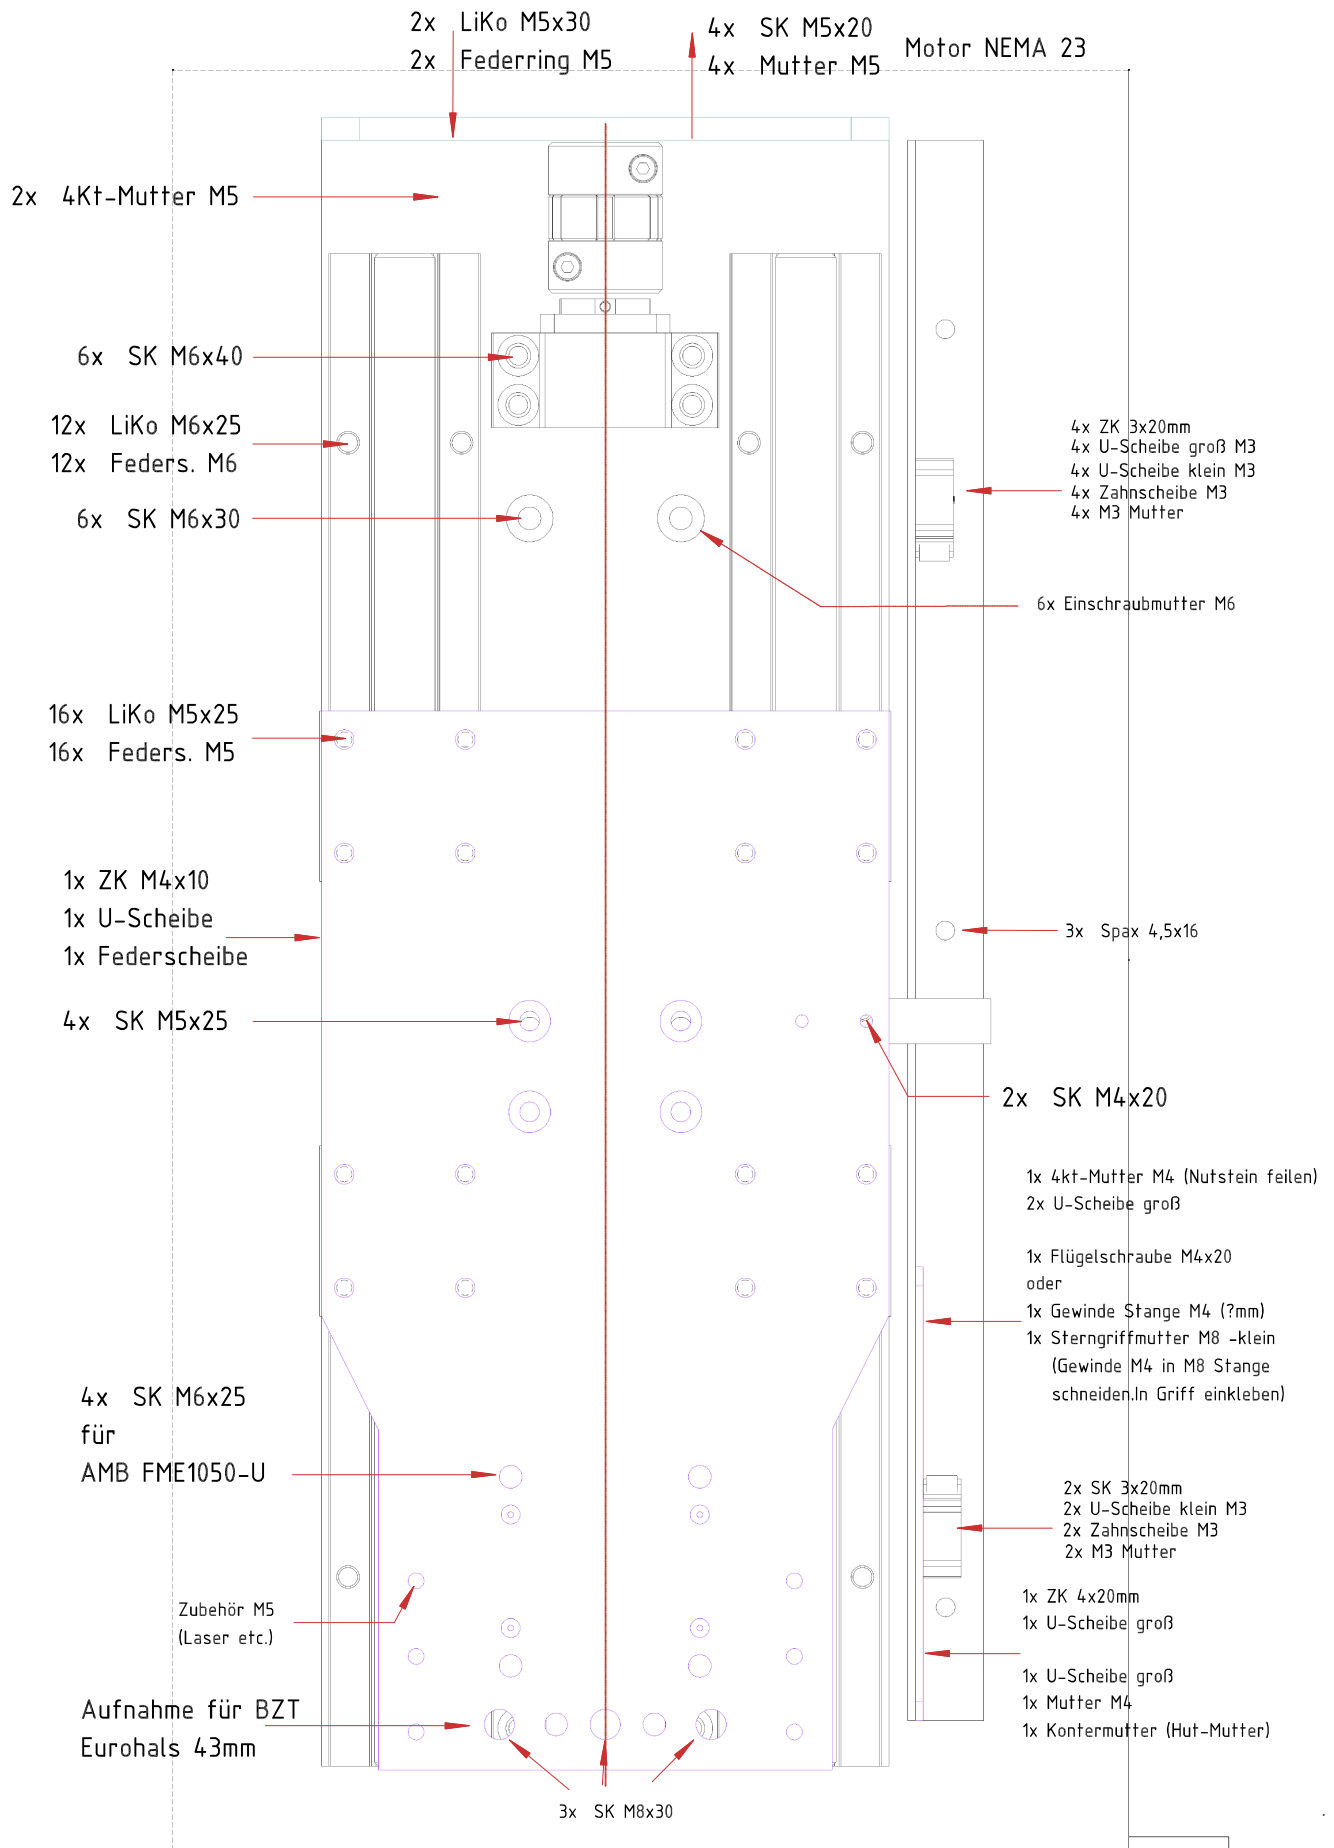 2x LiKo M5x30
2x Federring M5
4x SK M5x20
4x Mutter M5
Motor NEMA 23
2x 4Kt-Mutter M5
6x SK M6x40
12x LiKo M6x25
12x Feders. M6
6x SK M6x30
4x ZK 3x20mm
4x U-Scheibe groß M3
4x U-Scheibe klein M3
4x Zahnscheibe M3
4x M3 Mutter
6x Einschraubmutter M6
16x LiKo M5x25
16x Feders. M5
1x ZK M4x10
1x U-Scheibe
1x Federscheibe
3x Spax 4,5x16
4x SK M5x25
2x SK M4x20
1x 4kt-Mutter M4 (Nutstein feilen)
2x U-Scheibe groß
1x Flügelschraube M4x20
oder
1x Gewinde Stange M4 (?mm)
1x Sterngriffmutter M8 -klein
(Gewinde M4 in M8 Stange
schneiden.In Griff einkleben)
4x SK M6x25
für
AMB FME1050-U
2x SK 3x20mm
2x U-Scheibe klein M3
2x Zahnscheibe M3
2x M3 Mutter
Zubehör M5
(Laser etc.)
1x ZK 4x20mm
1x U-Scheibe groß
1x U-Scheibe groß
1x Mutter M4
1x Kontermutter (Hut-Mutter)
Aufnahme für BZT
Eurohals 43mm
3x SK M8x30